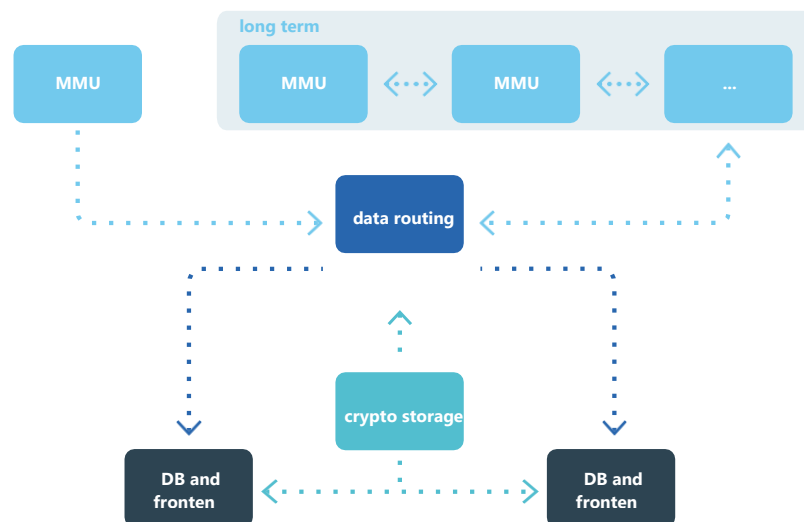 long term
MMU
MMU
MMU
...
data routing
crypto storage
DB and
fronten
DB and
fronten